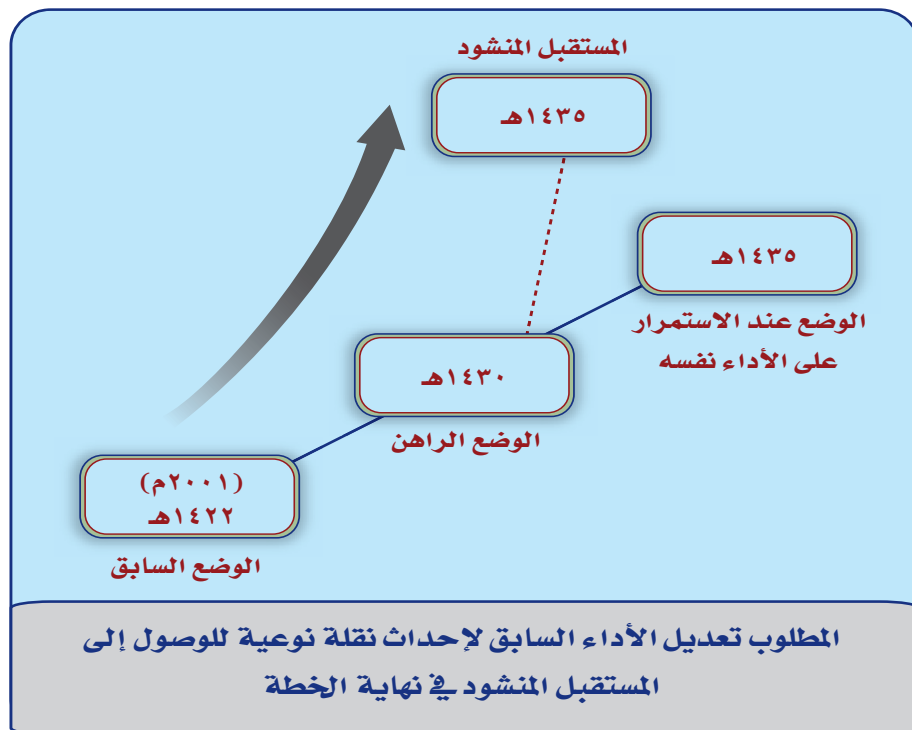 المستقبل المنشود
١٤٣٥هـ
١٤٣٥هـ
الوضع عند الاستمرار
على الأداء نفسه
١٤٣٠هـ
الوضع الراهن
(٢٠٠١م)
١٤٢٢هـ
الوضع السابق
المطلوب تعديل الأداء السابق لإحداث نقلة نوعية للوصول إلى
المستقبل المنشود في نهاية الخطة